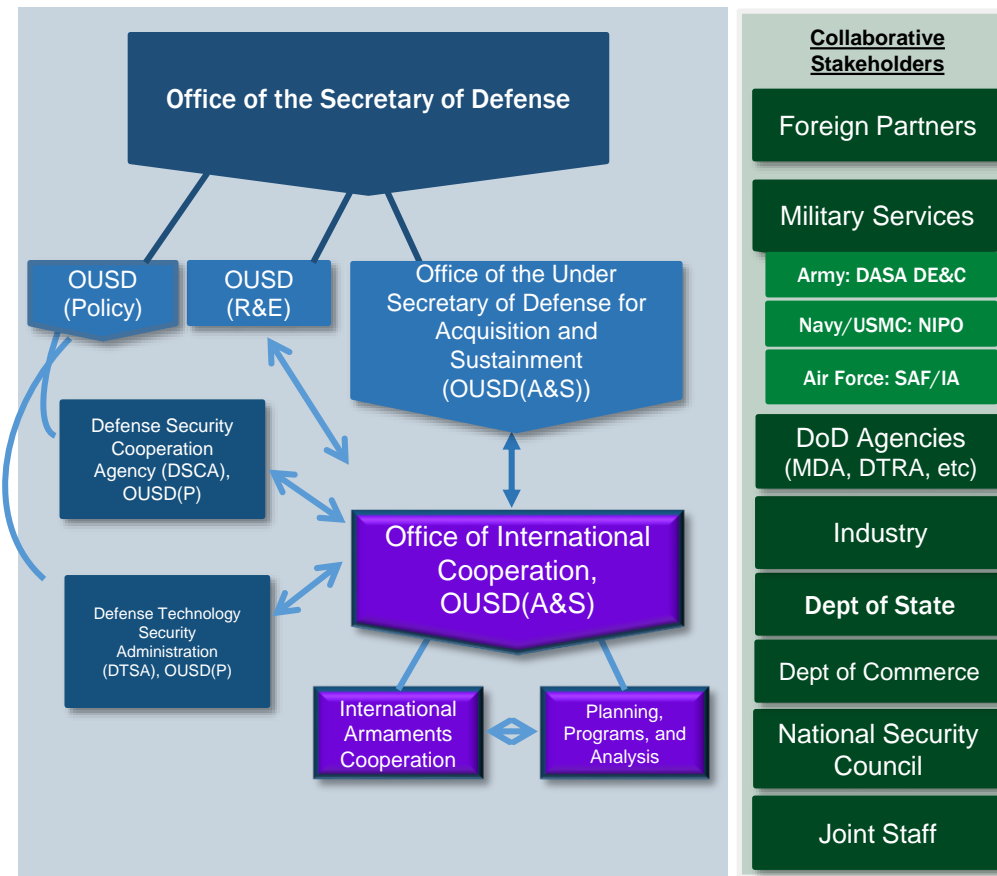 Office of the Secretary of Defense
OUSD
(Policy)
OUSD
(R&E)
Office of the Under
Secretary of Defense for
Acquisition and
Sustainment
(OUSD(A&S))
Defense Security
Cooperation
Agency (DSCA),
OUSD(P)
Office of International
Cooperation,
OUSD(A&S)
Defense Technology
Security
Administration
(DTSA), OUSD(P)
International
Armaments
Cooperation
Planning,
Programs, and
Analysis
Collaborative
Stakeholders
Foreign Partners
Military Services
Army: DASA DE&C
Navy/USMC: NIPO
Air Force: SAF/IA
DoD Agencies
(MDA, DTRA, etc)
Industry
Dept of State
Dept of Commerce
National Security
Council
Joint Staff